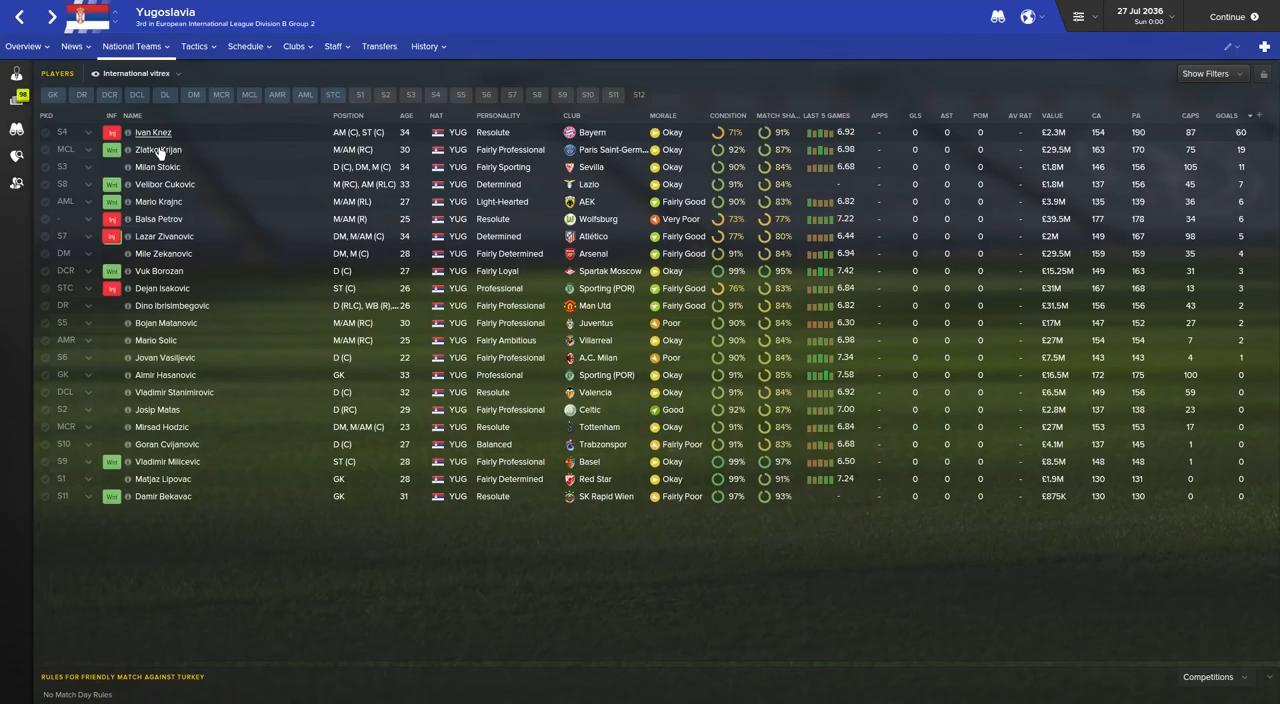 Yugoslavia
3rd in European International League Division B Group 2
27 Jul 2036
Sun 0:00
Continue
Overview News National Teams Tactics Schedule Clubs Staff Transfers History
98
PLAYERS International vitrex Show Filters
GK DR DCR DCL DL DM MCR MCL AMR AML STC S1 S2 S3 S4 S5 S6 S7 S8 S9 S10 S11 S12
PKD INF NAME POSITION AGE NAT PERSONALITY CLUB MORALE CONDITION MATCH SHA... LAST 5 GAMES APPS GLS AST POM AV RAT VALUE CA PA CAPS GOALS
S4 Inj Ivan Knez AM (C), ST (C) 34 YUG Resolute Bayern Okay 71% 91% 6.92 - 0 0 0 - £2.3M 154 190 87 60
MCL Wnt Zlatko Krijan M/AM (RC) 30 YUG Fairly Professional Paris Saint-Germ... Okay 92% 87% 6.98 - 0 0 0 - £29.5M 163 170 75 19
S3 Milan Stokic D (C), DM, M (C) 34 YUG Fairly Sporting Sevilla Okay 90% 84% 6.68 - 0 0 0 - £1.8M 146 156 105 11
S8 Wnt Velibor Cukovic M (RC), AM (RLC) 33 YUG Determined Lazio Okay 91% 84% - - 0 0 0 - £1.8M 137 156 45 7
AML Wnt Mario Krajnc M/AM (RL) 27 YUG Light-Hearted AEK Fairly Good 90% 83% 6.82 - 0 0 0 - £3.9M 135 139 36 6
- Inj Balsa Petrov M/AM (R) 25 YUG Resolute Wolfsburg Very Poor 73% 77% 7.22 - 0 0 0 - £39.5M 177 178 34 6
S7 Inj Lazar Zivanovic DM, M/AM (C) 34 YUG Determined Atlético Fairly Good 77% 80% 6.44 - 0 0 0 - £2M 149 167 98 5
DM Mile Zekanovic DM, M (C) 28 YUG Fairly Determined Arsenal Fairly Good 91% 84% 6.94 - 0 0 0 - £29.5M 159 159 35 4
DCR Wnt Vuk Borozan D (C) 27 YUG Fairly Loyal Spartak Moscow Okay 99% 95% 7.42 - 0 0 0 - £15.25M 149 163 31 3
STC Inj Dejan Isakovic ST (C) 26 YUG Professional Sporting (POR) Fairly Good 76% 83% 6.84 - 0 0 0 - £31M 167 168 13 3
DR Dino Ibrisimbegovic D (RLC), WB (R),... 26 YUG Fairly Professional Man Utd Fairly Good 91% 84% 6.82 - 0 0 0 - £31.5M 156 156 43 2
S5 Bojan Matanovic M/AM (RC) 30 YUG Fairly Professional Juventus Poor 90% 84% 6.30 - 0 0 0 - £17M 147 152 27 2
AMR Mario Solic M/AM (RC) 25 YUG Fairly Ambitious Villarreal Okay 90% 84% 6.98 - 0 0 0 - £27M 154 154 7 2
S6 Jovan Vasiljevic D (C) 22 YUG Fairly Professional A.C. Milan Poor 90% 84% 7.34 - 0 0 0 - £7.5M 143 143 4 1
GK Almir Hasanovic GK 33 YUG Professional Sporting (POR) Okay 91% 85% 7.58 - 0 0 0 - £16.5M 172 175 100 0
DCL Vladimir Stanimirovic D (C) 32 YUG Resolute Valencia Okay 91% 84% 6.92 - 0 0 0 - £6.5M 149 156 59 0
S2 Josip Matas D (RC) 29 YUG Fairly Professional Celtic Good 92% 87% 7.00 - 0 0 0 - £2.8M 137 138 23 0
MCR Mirsad Hodzic DM, M/AM (C) 23 YUG Resolute Tottenham Okay 91% 84% 6.84 - 0 0 0 - £27M 153 153 17 0
S10 Goran Cvijanovic D (C) 27 YUG Balanced Trabzonspor Fairly Poor 91% 83% 6.68 - 0 0 0 - £4.1M 137 145 1 0
S9 Wnt Vladimir Milicevic ST (C) 28 YUG Fairly Professional Basel Okay 99% 97% 6.50 - 0 0 0 - £8.5M 148 148 1 0
S1 Matjaz Lipovac GK 28 YUG Fairly Determined Red Star Okay 99% 91% 7.24 - 0 0 0 - £1.9M 130 131 0 0
S11 Wnt Damir Bekavac GK 31 YUG Resolute SK Rapid Wien Fairly Poor 97% 93% - - 0 0 0 - £875K 130 130 0 0
RULES FOR FRIENDLY MATCH AGAINST TURKEY Competitions
No Match Day Rules